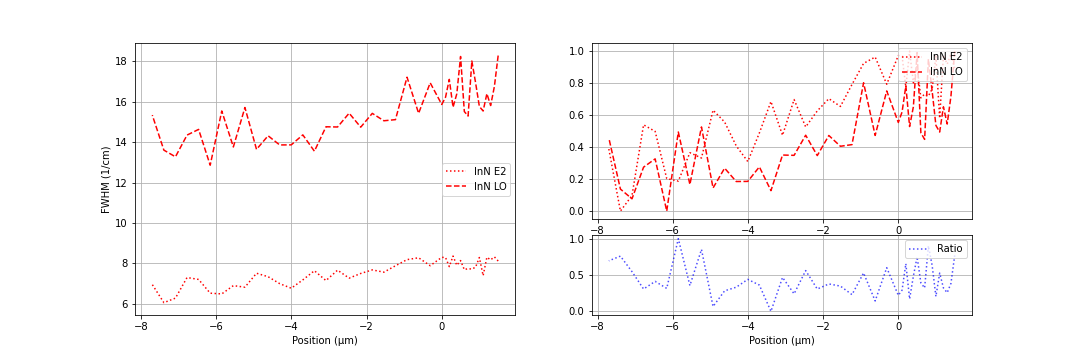 FWHM (1/cm)
18
16
14
12
10
8
6
InN E2
InN LO
−8 −6 −4 −2 0
Position (μm)
1.0
0.8
0.6
0.4
0.2
0.0
InN E2
InN LO
−8 −6 −4 −2 0
1.0
0.5
0.0
Ratio
−8 −6 −4 −2 0
Position (μm)